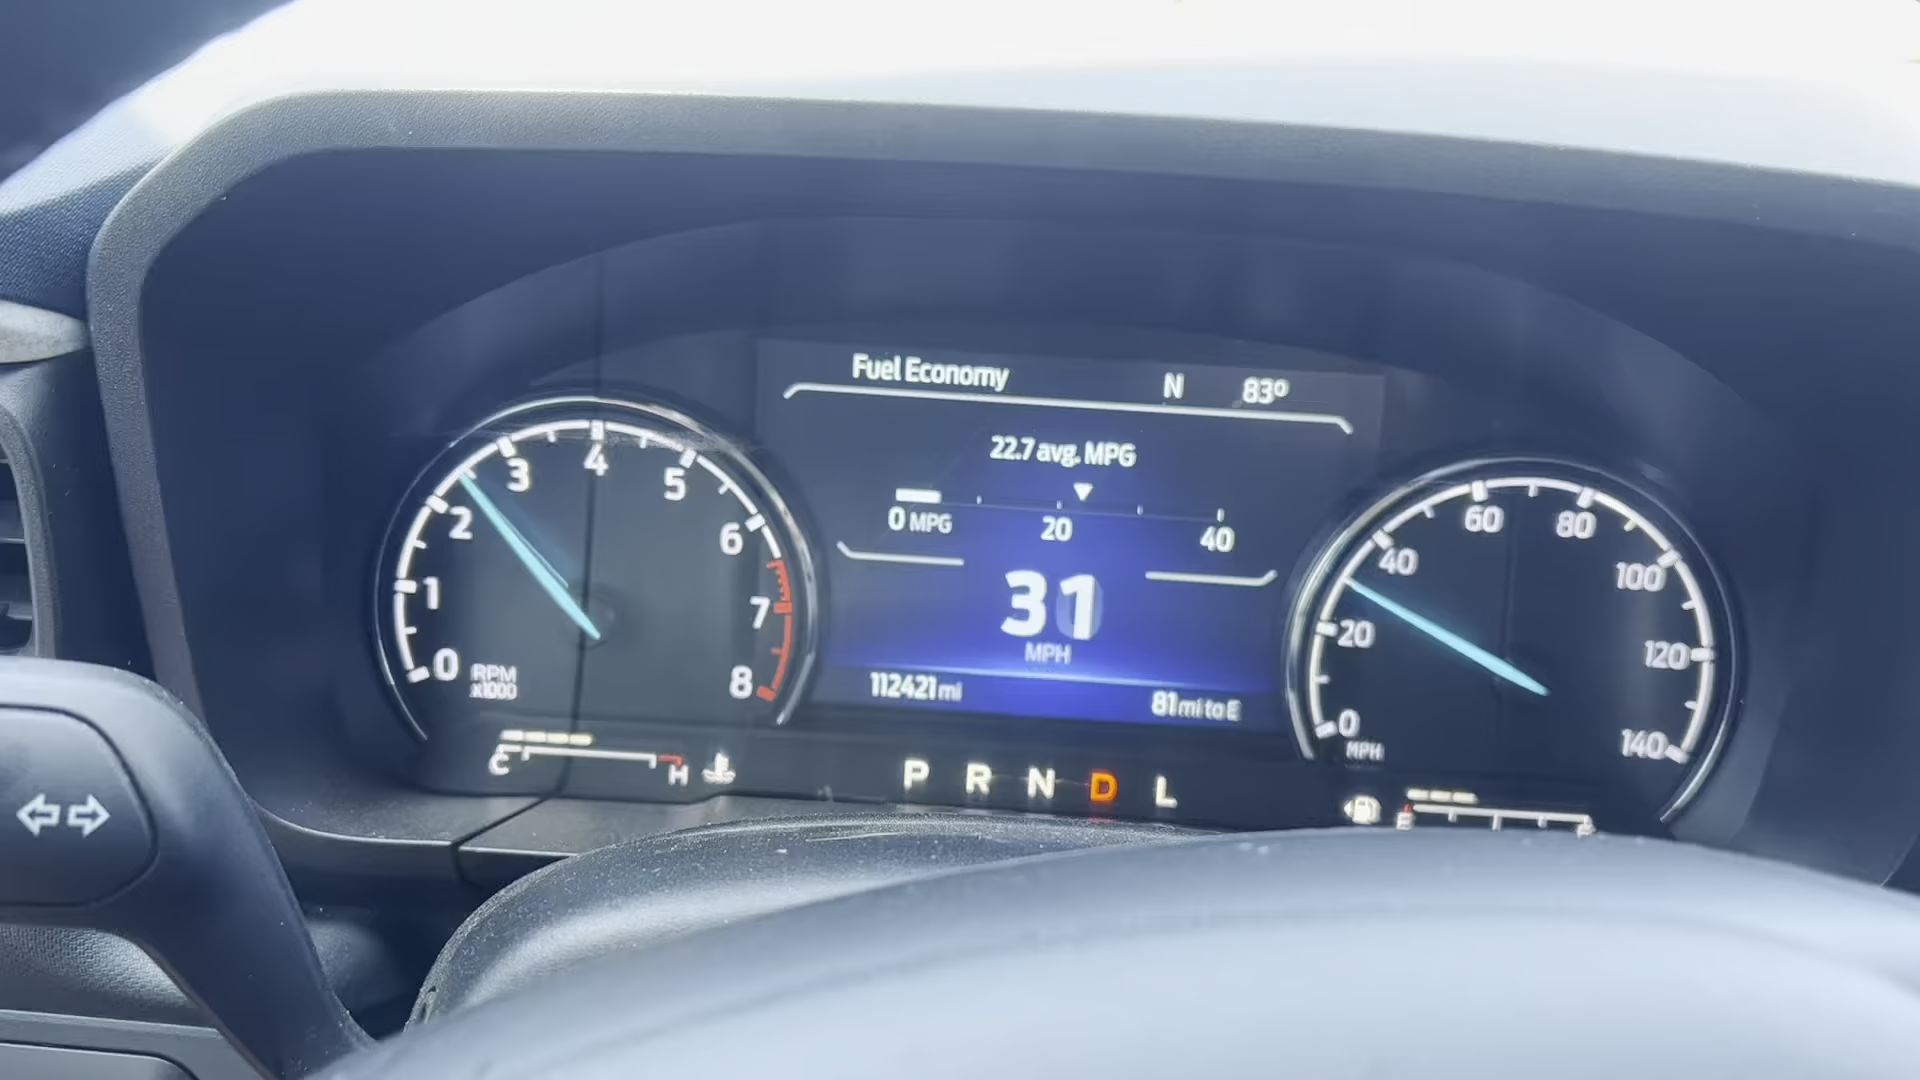 Fuel Economy N 83°
22.7 avg. MPG
0 MPG 20 40
31
MPH
112421 mi 81 mi to E
0 1 2 3 4 5 6 7 8
RPM
x1000
C H
P R N D L
0 20 40 60 80 100 120 140
MPH
E F